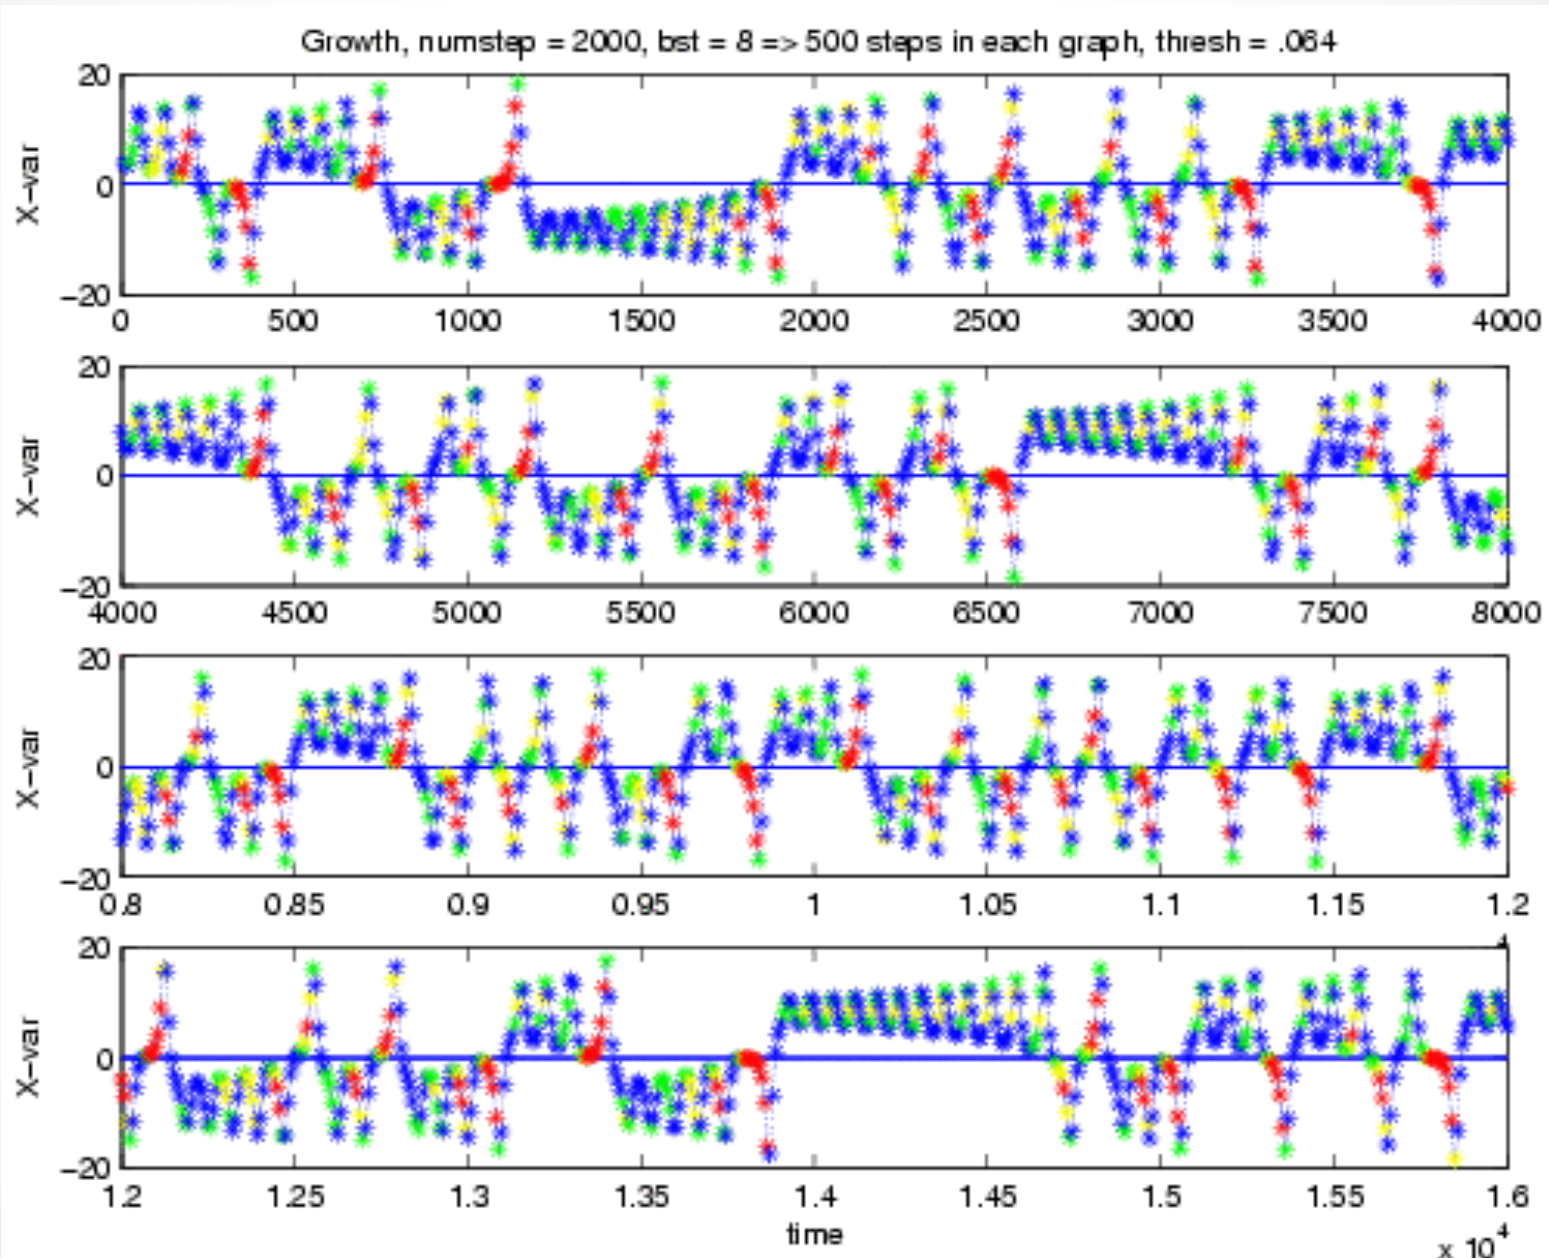 Growth, numstep = 2000, bst = 8 => 500 steps in each graph, thresh = .064
20
X-var
0
−20
0 500 1000 1500 2000 2500 3000 3500 4000
20
X-var
0
−20
4000 4500 5000 5500 6000 6500 7000 7500 8000
20
X-var
0
−20
0.8 0.85 0.9 0.95 1 1.05 1.1 1.15 1.2
4
20
X-var
0
−20
1.2 1.25 1.3 1.35 1.4 1.45 1.5 1.55 1.6
time
x 10⁴